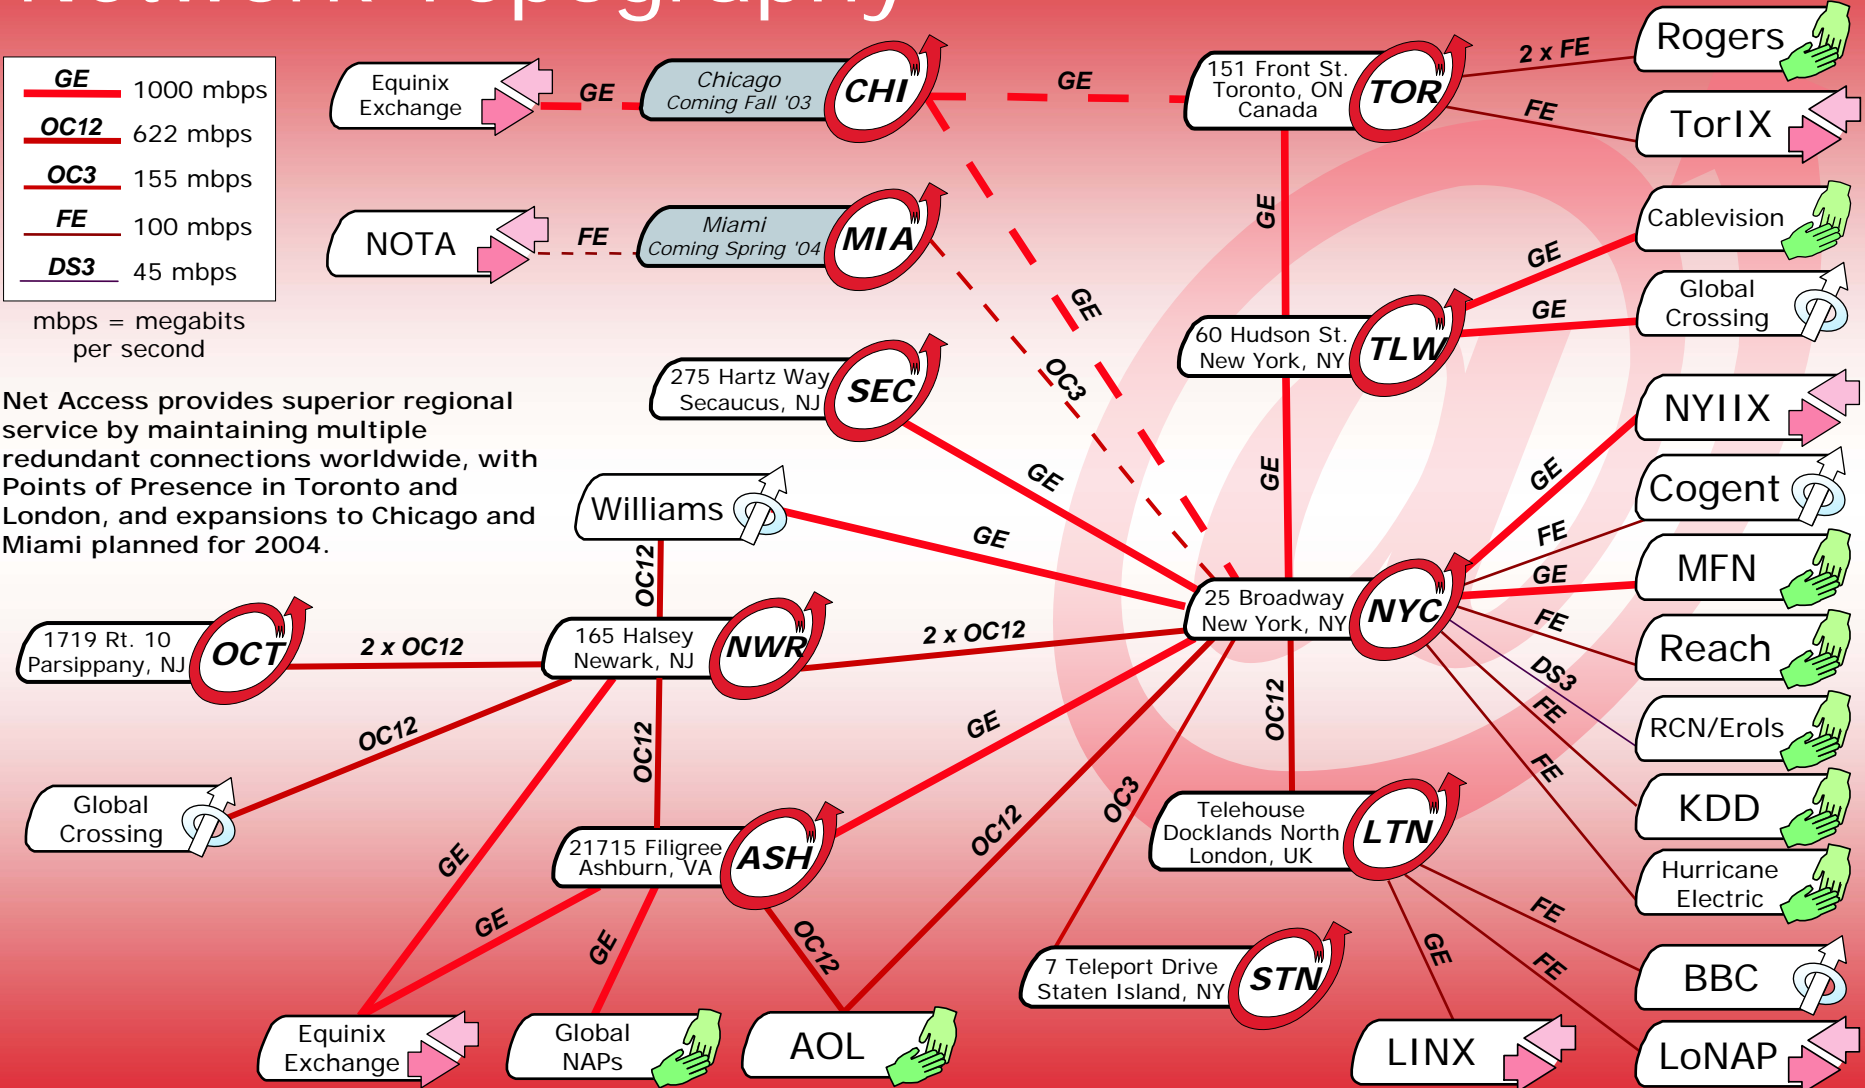 Network Topography
GE 1000 mbps
OC12 622 mbps
OC3 155 mbps
FE 100 mbps
DS3 45 mbps
mbps = megabits
per second
Net Access provides superior regional
service by maintaining multiple
redundant connections worldwide, with
Points of Presence in Toronto and
London, and expansions to Chicago and
Miami planned for 2004.
Equinix
Exchange
GE
Chicago
Coming Fall '03
CHI
GE
151 Front St.
Toronto, ON
Canada
TOR
2 x FE
Rogers
FE
TorIX
NOTA
FE
Miami
Coming Spring '04
MIA
GE
OC3
GE
Cablevision
GE
Global
Crossing
GE
60 Hudson St.
New York, NY
TLW
275 Hartz Way
Secaucus, NJ
SEC
GE
GE
NYIIX
GE
Williams
GE
OC12
Cogent
FE
MFN
GE
25 Broadway
New York, NY
NYC
Reach
FE
RCN/Erols
DS3
KDD
FE
Hurricane
Electric
FE
1719 Rt. 10
Parsippany, NJ
OCT
2 x OC12
165 Halsey
Newark, NJ
NWR
2 x OC12
OC12
Global
Crossing
OC12
GE
GE
OC12
OC3
OC12
21715 Filigree
Ashburn, VA
ASH
Telehouse
Docklands North
London, UK
LTN
GE
GE
OC12
7 Teleport Drive
Staten Island, NY
STN
GE
FE
FE
BBC
Equinix
Exchange
Global
NAPs
AOL
LINX
LoNAP